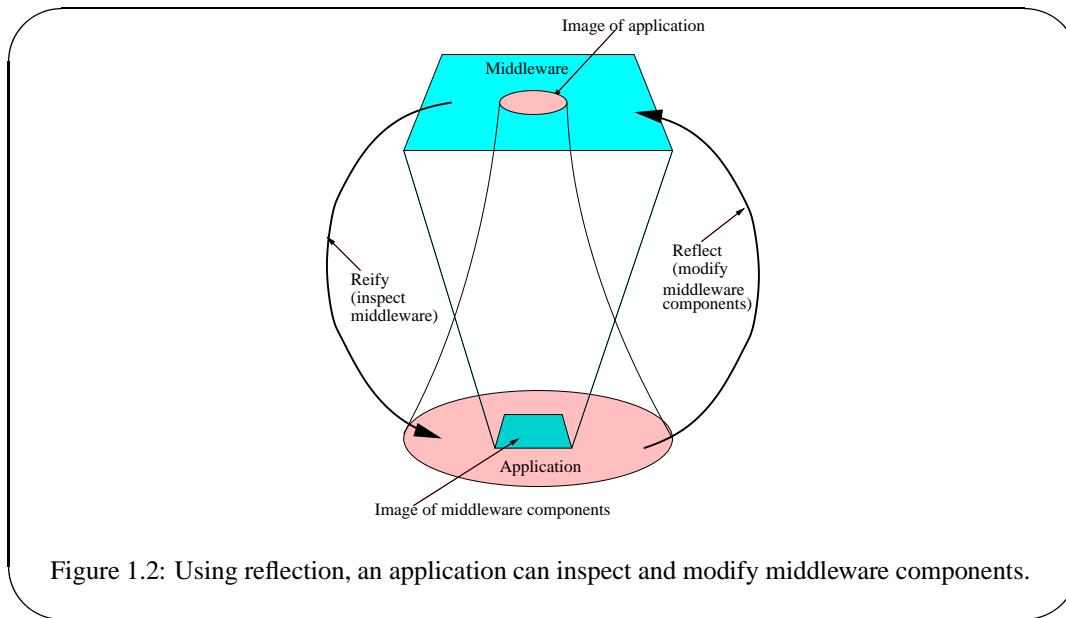 Image of application
Middleware
Reify
(inspect
middleware)
Reflect
(modify
middleware
components)
Application
Image of middleware components
Figure 1.2: Using reflection, an application can inspect and modify middleware components.